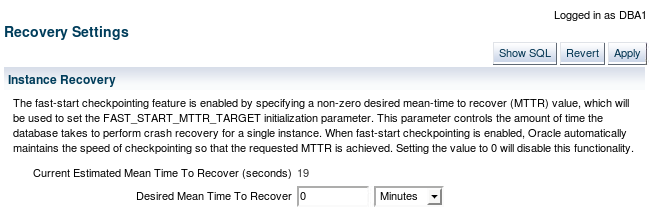 Logged in as DBA1
Recovery Settings
Show SQL Revert Apply
Instance Recovery
The fast-start checkpointing feature is enabled by specifying a non-zero desired mean-time to recover (MTTR) value, which will
be used to set the FAST_START_MTTR_TARGET initialization parameter. This parameter controls the amount of time the
database takes to perform crash recovery for a single instance. When fast-start checkpointing is enabled, Oracle automatically
maintains the speed of checkpointing so that the requested MTTR is achieved. Setting the value to 0 will disable this functionality.
Current Estimated Mean Time To Recover (seconds) 19
Desired Mean Time To Recover 0 Minutes